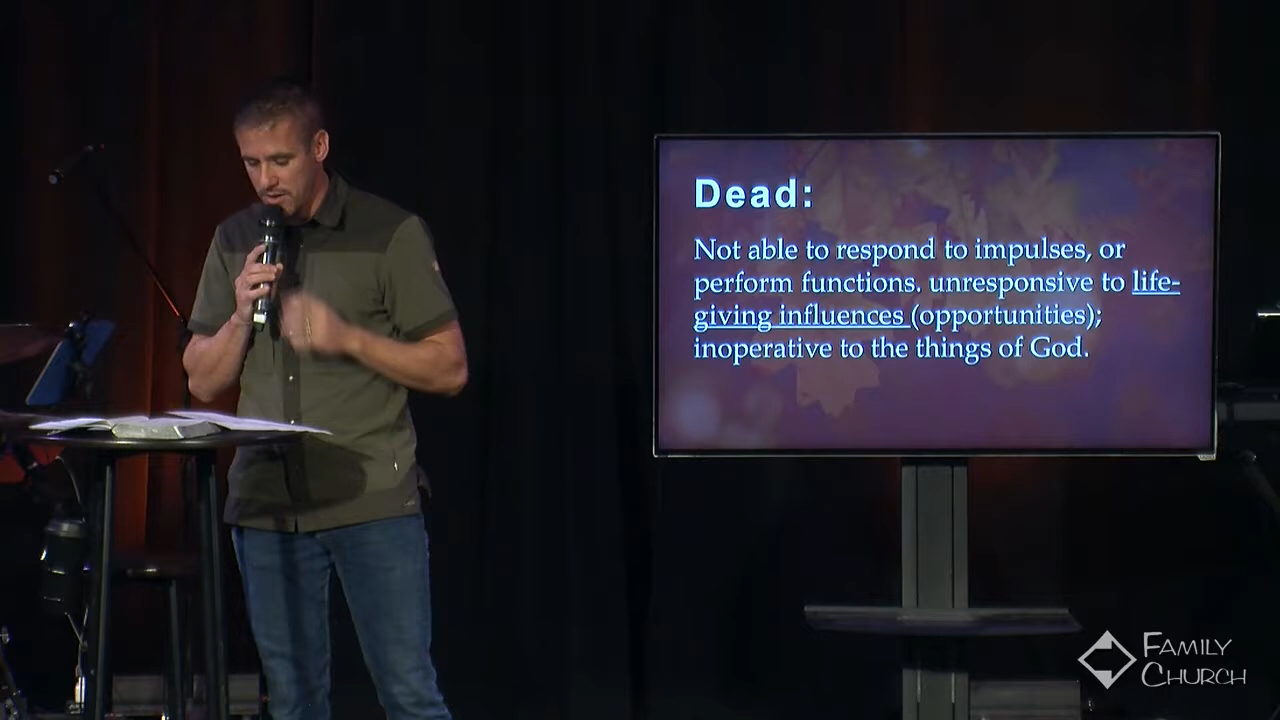 Dead:
Not able to respond to impulses, or
perform functions. unresponsive to life-
giving influences (opportunities);
inoperative to the things of God.
Family
Church